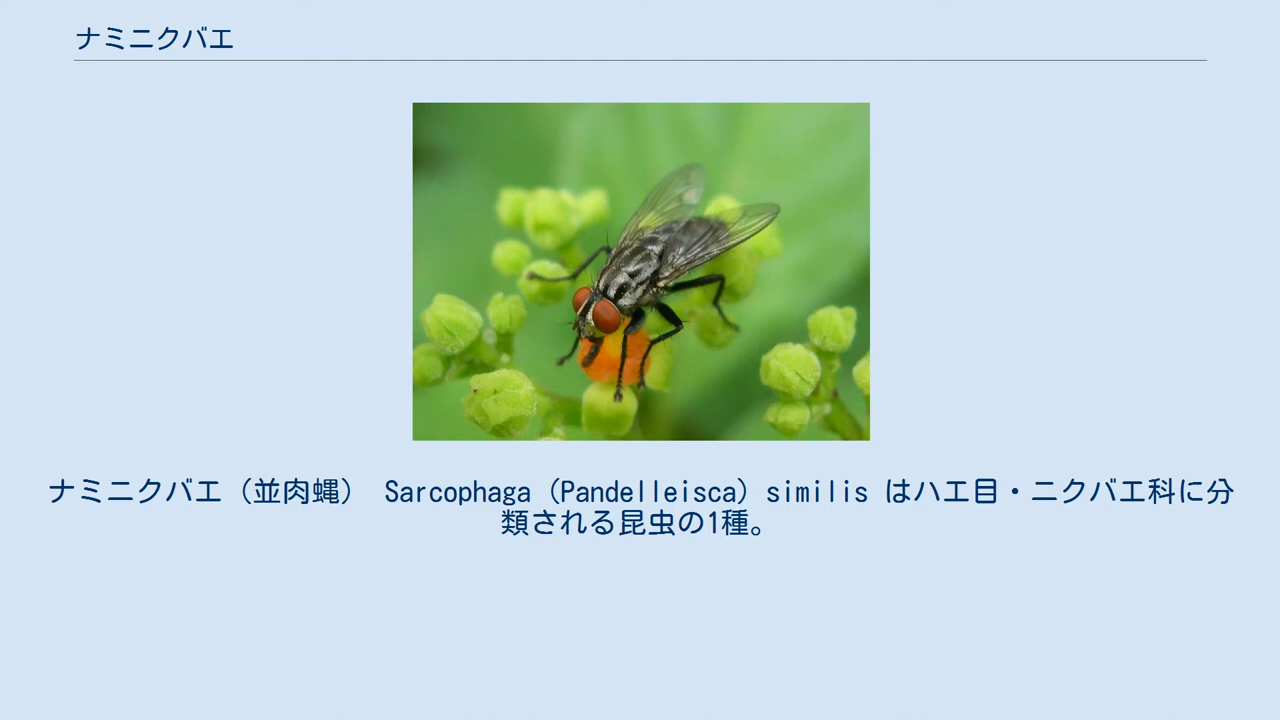 ナミニクバエ
ナミニクバエ（並肉蝿） Sarcophaga（Pandelleisca）similis はハエ目・ニクバエ科に分
類される昆虫の1種。